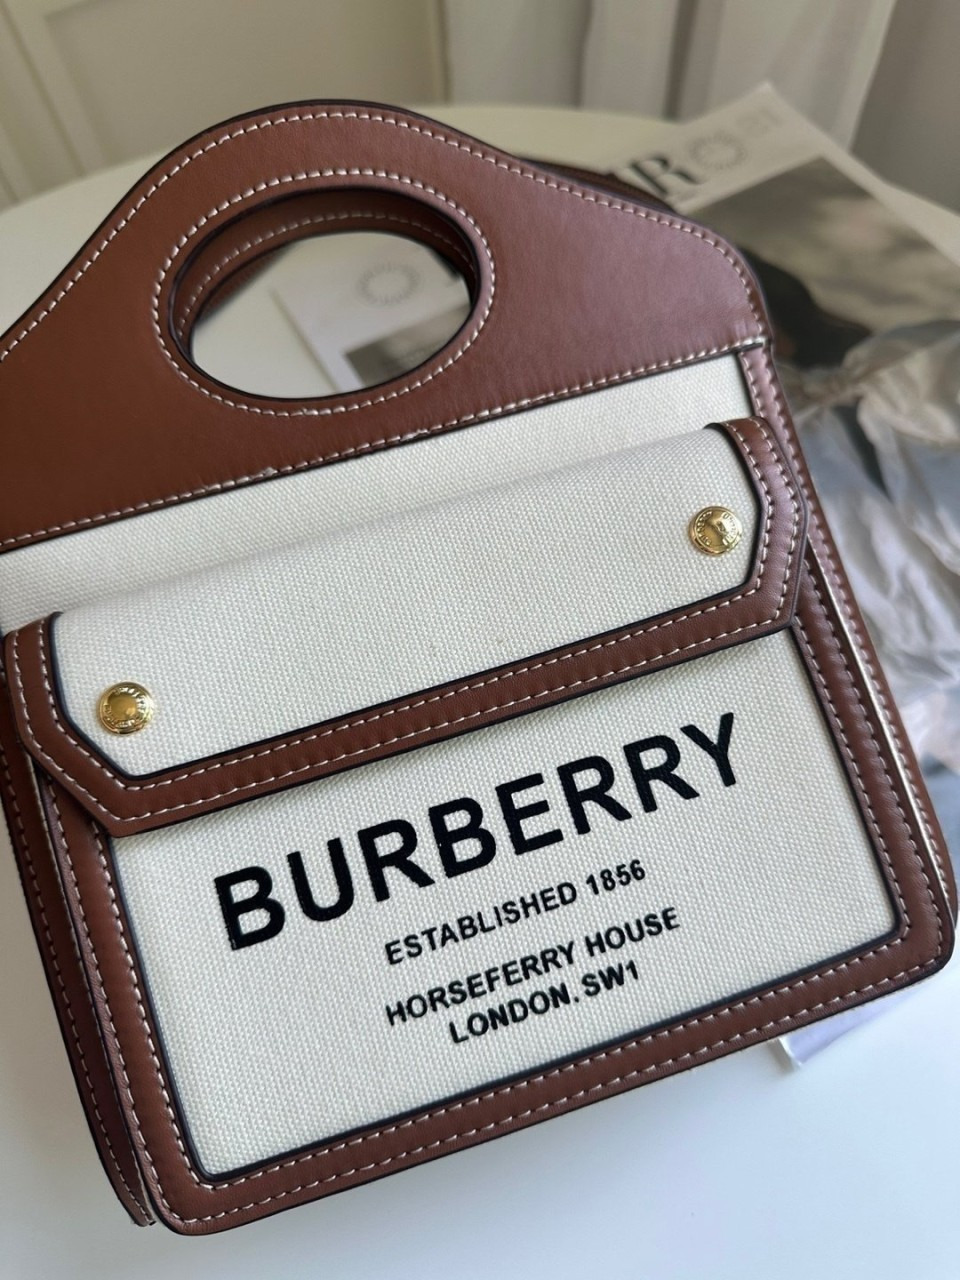 BURBERRY
ESTABLISHED 1856
HORSEFERRY HOUSE
LONDON.SW1